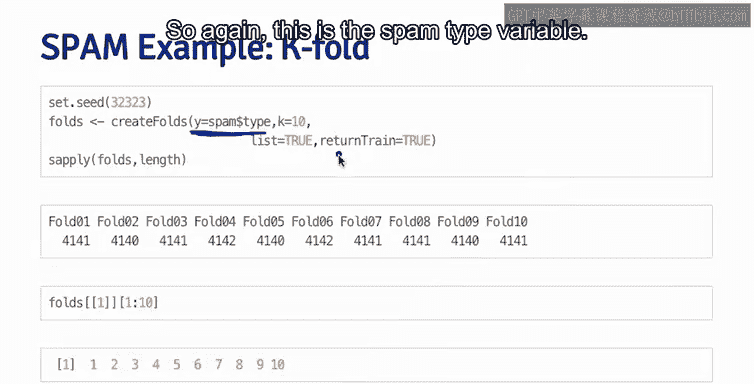 So again, this is the spam type variable.
SPAM Example: K-fold
set.seed(32323)
folds <- createFolds(y=spam$type,k=10,
list=TRUE,returnTrain=TRUE)
sapply(folds,length)
Fold01 Fold02 Fold03 Fold04 Fold05 Fold06 Fold07 Fold08 Fold09 Fold10
4141 4140 4141 4142 4140 4142 4141 4141 4140 4141
folds[[1]][1:10]
[1] 1 2 3 4 5 6 7 8 9 10